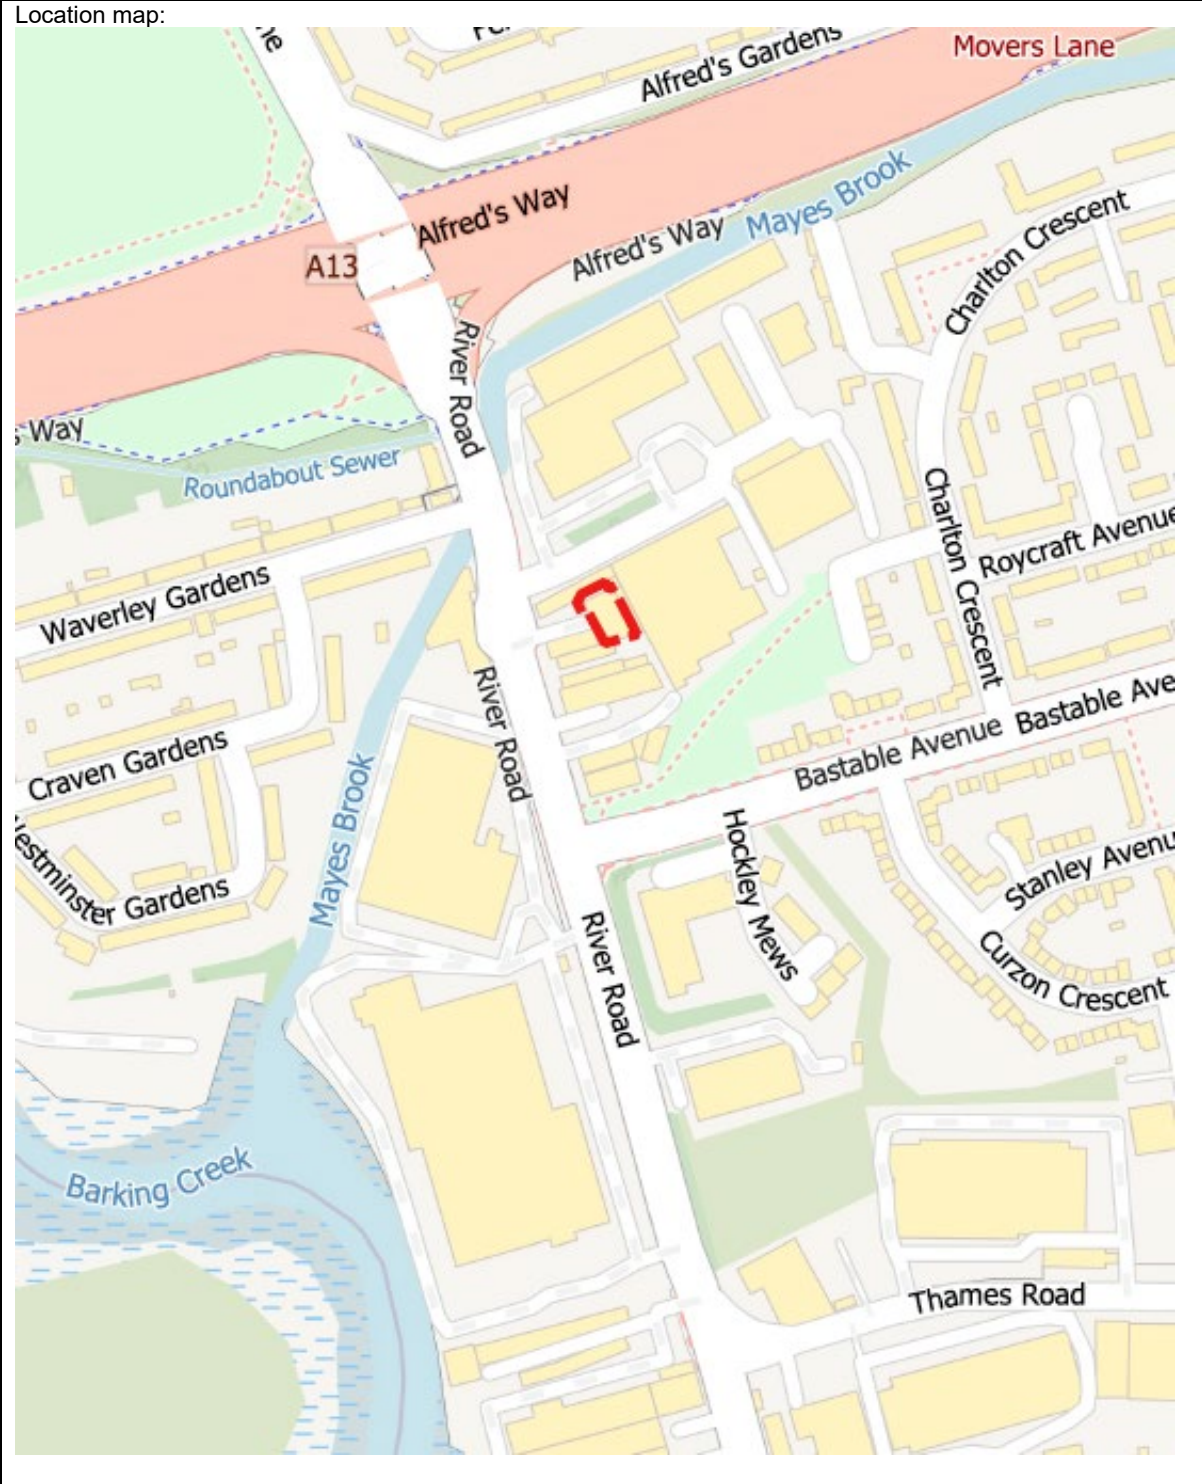 Location map:
Movers Lane
Alfred's Gardens
Alfred's Way
Mayes Brook
Alfred's Way
A13
Charlton Crescent
River Road
s Way
Roundabout Sewer
Charlton Crescent
Roycraft Avenue
Waverley Gardens
River Road
Bastable Ave
Bastable Avenue
Craven Gardens
Mayes Brook
Hockley Mews
Stanley Avenu
estminster Gardens
River Road
Curzon Crescent
Barking Creek
Thames Road